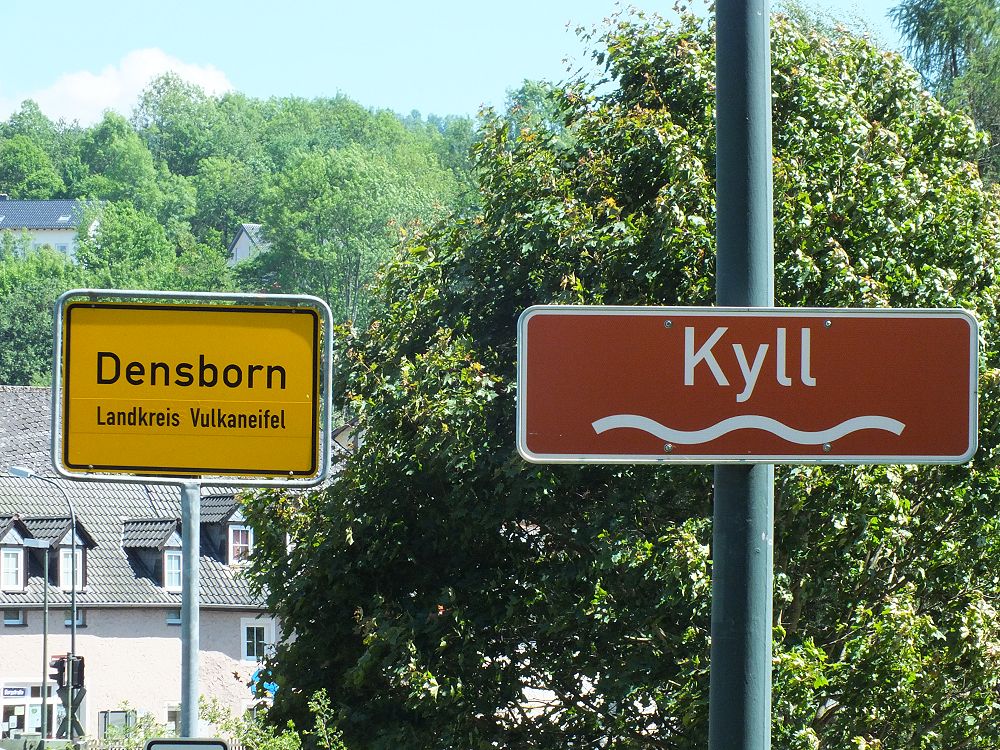 Densborn
Landkreis Vulkaneifel
Kyll